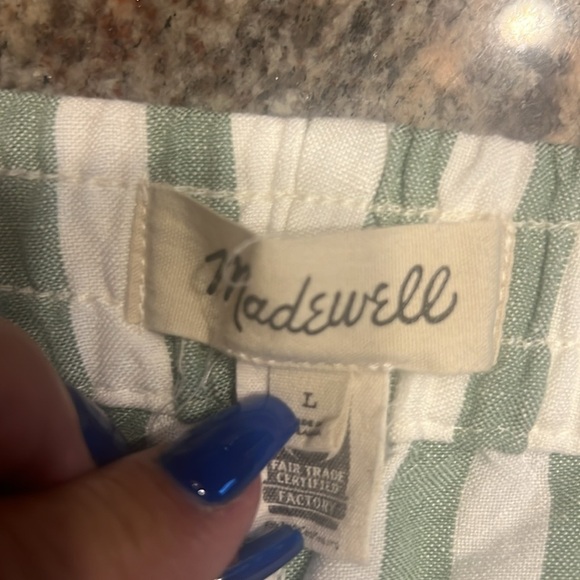 Madewell
L
FAIR TRADE
CERTIFIED
FACTORY